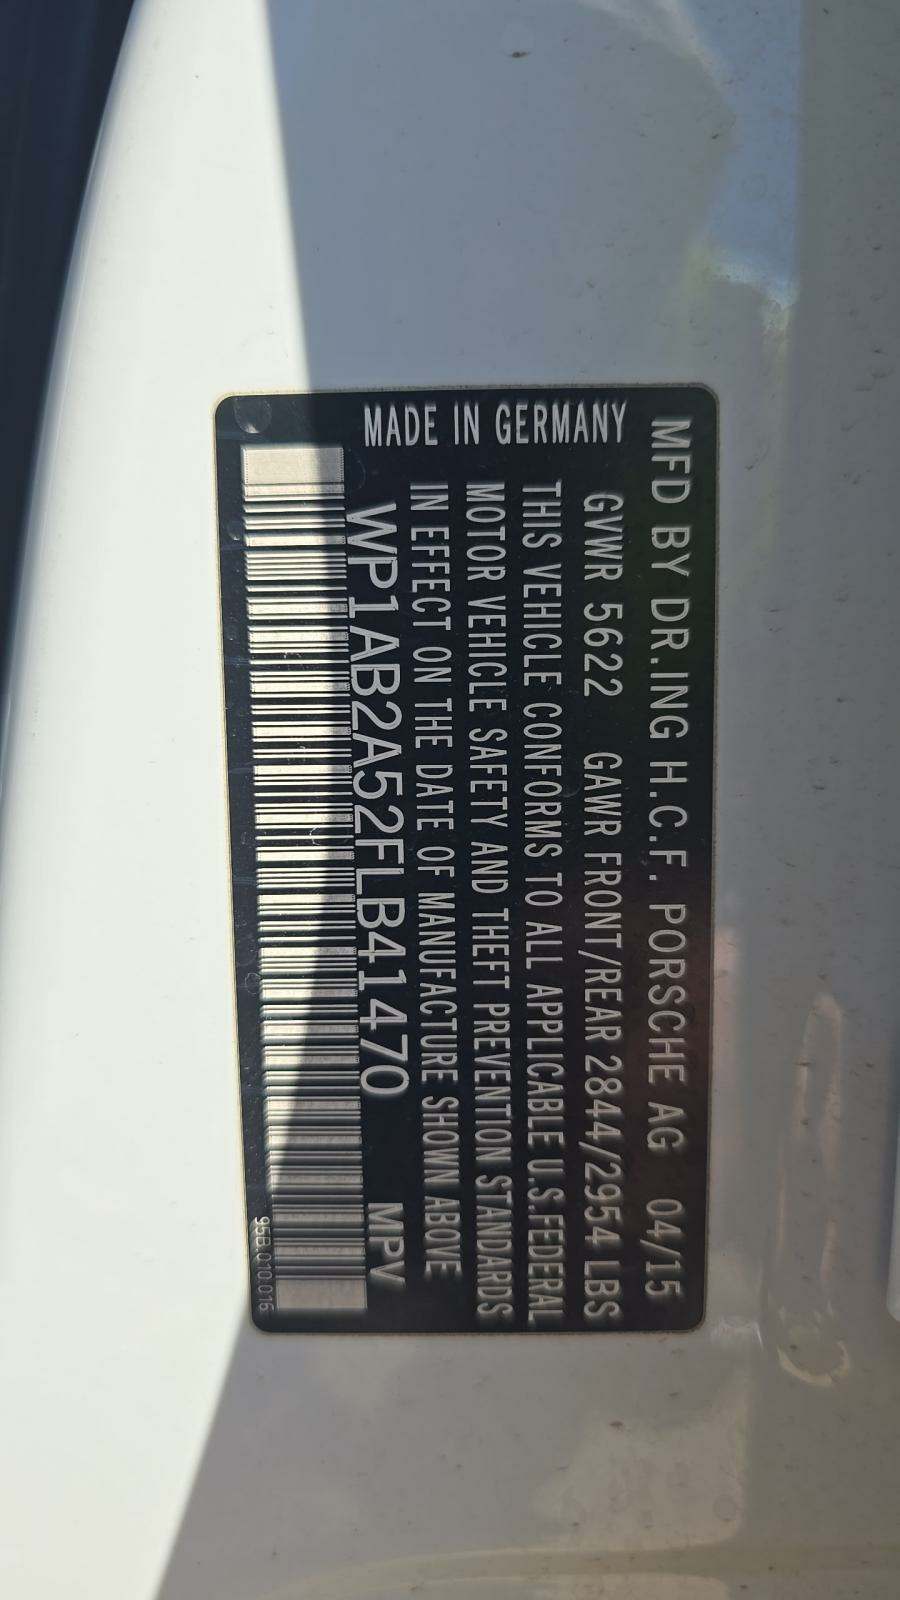 MFD BY DR.ING H.C.F. PORSCHE AG 04/15
GVWR 5622 GAWR FRONT/REAR 2844/2954 LBS
THIS VEHICLE CONFORMS TO ALL APPLICABLE U.S.FEDERAL
MOTOR VEHICLE SAFETY AND THEFT PREVENTION STANDARDS
IN EFFECT ON THE DATE OF MANUFACTURE SHOWN ABOVE
MADE IN GERMANY
WP1AB2A52FLB41470 MPV
95B.010.016